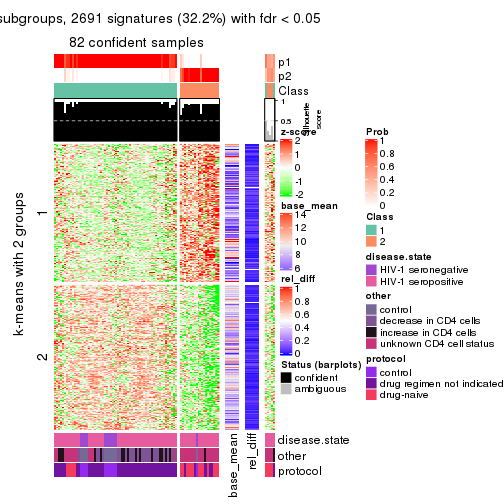 subgroups, 2691 signatures (32.2%) with fdr < 0.05
82 confident samples
p1
p2
Class
1
0.5
0
silhouette
score
k-means with 2 groups
1
2
z-score
2
1
0
-1
-2
base_mean
14
12
10
8
6
rel_diff
1
0.8
0.6
0.4
0.2
0
Status (barplots)
confident
ambiguous
Prob
1
0.8
0.6
0.4
0.2
0
Class
1
2
disease.state
HIV-1 seronegative
HIV-1 seropositive
other
control
decrease in CD4 cells
increase in CD4 cells
unknown CD4 cell status
protocol
control
drug regimen not indicated
drug-naive
disease.state
other
protocol
base_mean
rel_diff